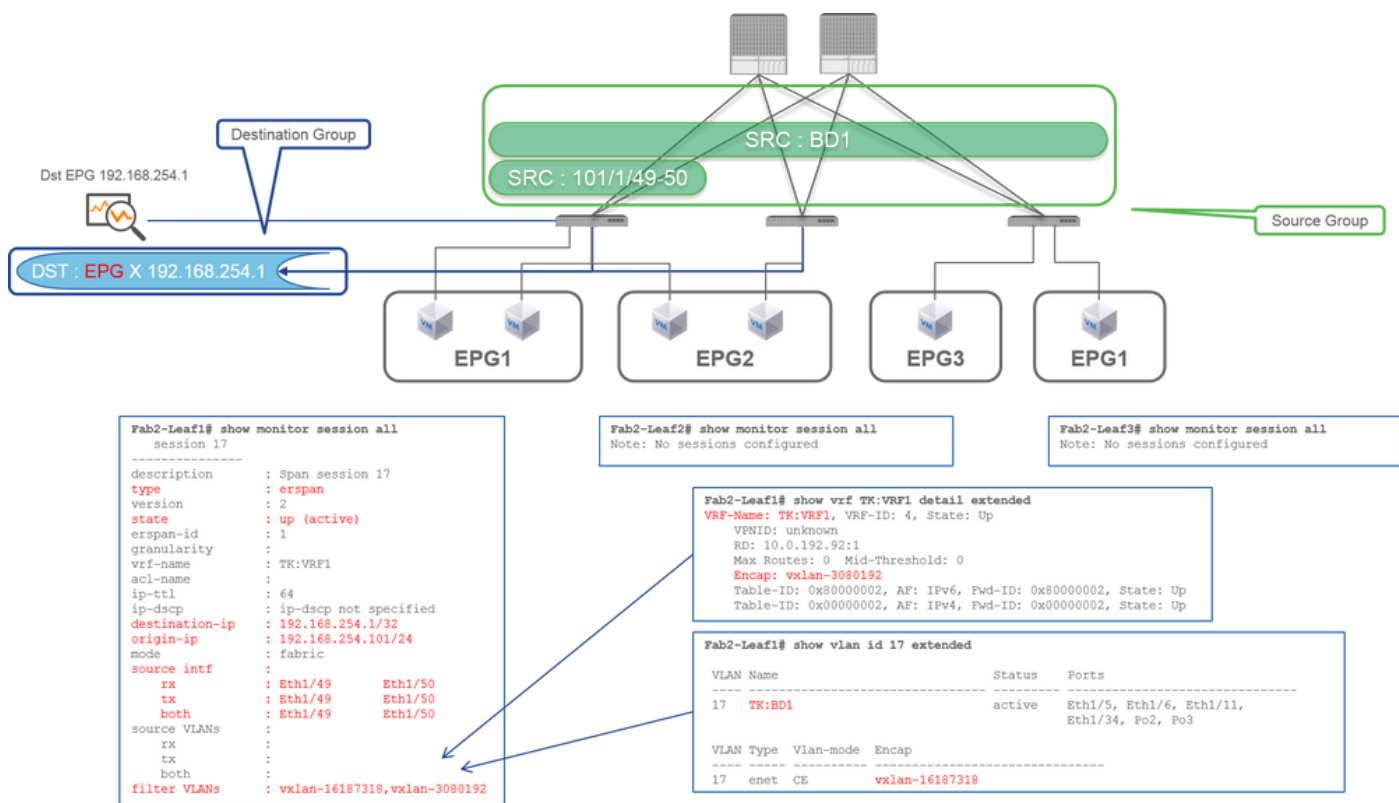 SRC : BD1
Destination Group
SRC : 101/1/49-50
Dst EPG 192.168.254.1
Source Group
DST : EPG X 192.168.254.1
VM
VM
VM
VM
VM
VM
EPG1
EPG2
EPG3
EPG1
Fab2-Leaf1# show monitor session all
session 17
---------------
description : Span session 17
type : erspan
version : 2
state : up (active)
erspan-id : 1
granularity :
vrf-name : TK:VRF1
acl-name :
ip-ttl : 64
ip-dscp : ip-dscp not specified
destination-ip : 192.168.254.1/32
origin-ip : 192.168.254.101/24
mode : fabric
source intf :
rx : Eth1/49 Eth1/50
tx : Eth1/49 Eth1/50
both : Eth1/49 Eth1/50
source VLANs :
rx :
tx :
both :
filter VLANs : vxlan-16187318,vxlan-3080192
Fab2-Leaf2# show monitor session all
Note: No sessions configured
Fab2-Leaf3# show monitor session all
Note: No sessions configured
Fab2-Leaf1# show vrf TK:VRF1 detail extended
VRF-Name: TK:VRF1, VRF-ID: 4, State: Up
VPNID: unknown
RD: 10.0.192.92:1
Max Routes: 0 Mid-Threshold: 0
Encap: vxlan-3080192
Table-ID: 0x80000002, AF: IPv6, Fwd-ID: 0x80000002, State: Up
Table-ID: 0x00000002, AF: IPv4, Fwd-ID: 0x00000002, State: Up
Fab2-Leaf1# show vlan id 17 extended
VLAN Name Status Ports
---- -------------------------------- --------- -------------------------------
17 TK:BD1 active Eth1/5, Eth1/6, Eth1/11,
Eth1/34, Po2, Po3
VLAN Type Vlan-mode Encap
---- ----- ---------- -------------------------------
17 enet CE vxlan-16187318